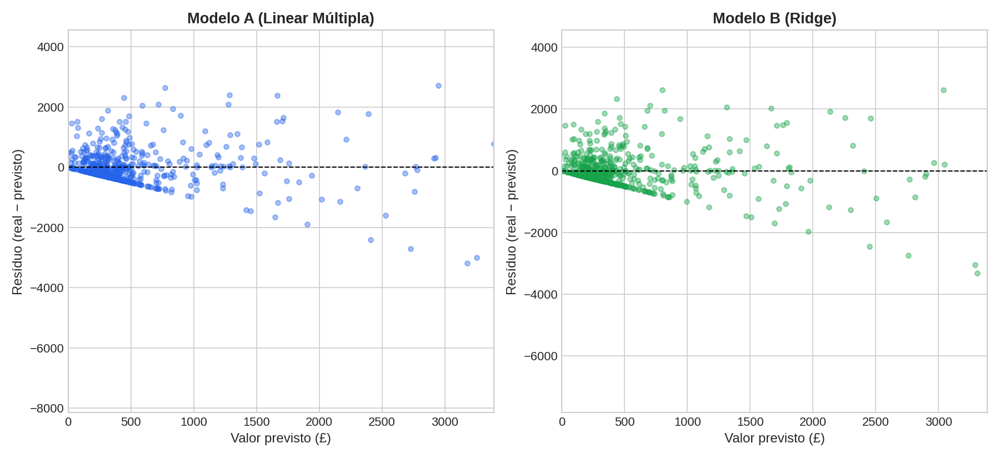 Modelo A (Linear Múltipla)
4000
2000
0
−2000
−4000
−6000
−8000
Resíduo (real − previsto)
0 500 1000 1500 2000 2500 3000
Valor previsto (£)
Modelo B (Ridge)
4000
2000
0
−2000
−4000
−6000
Resíduo (real − previsto)
0 500 1000 1500 2000 2500 3000
Valor previsto (£)